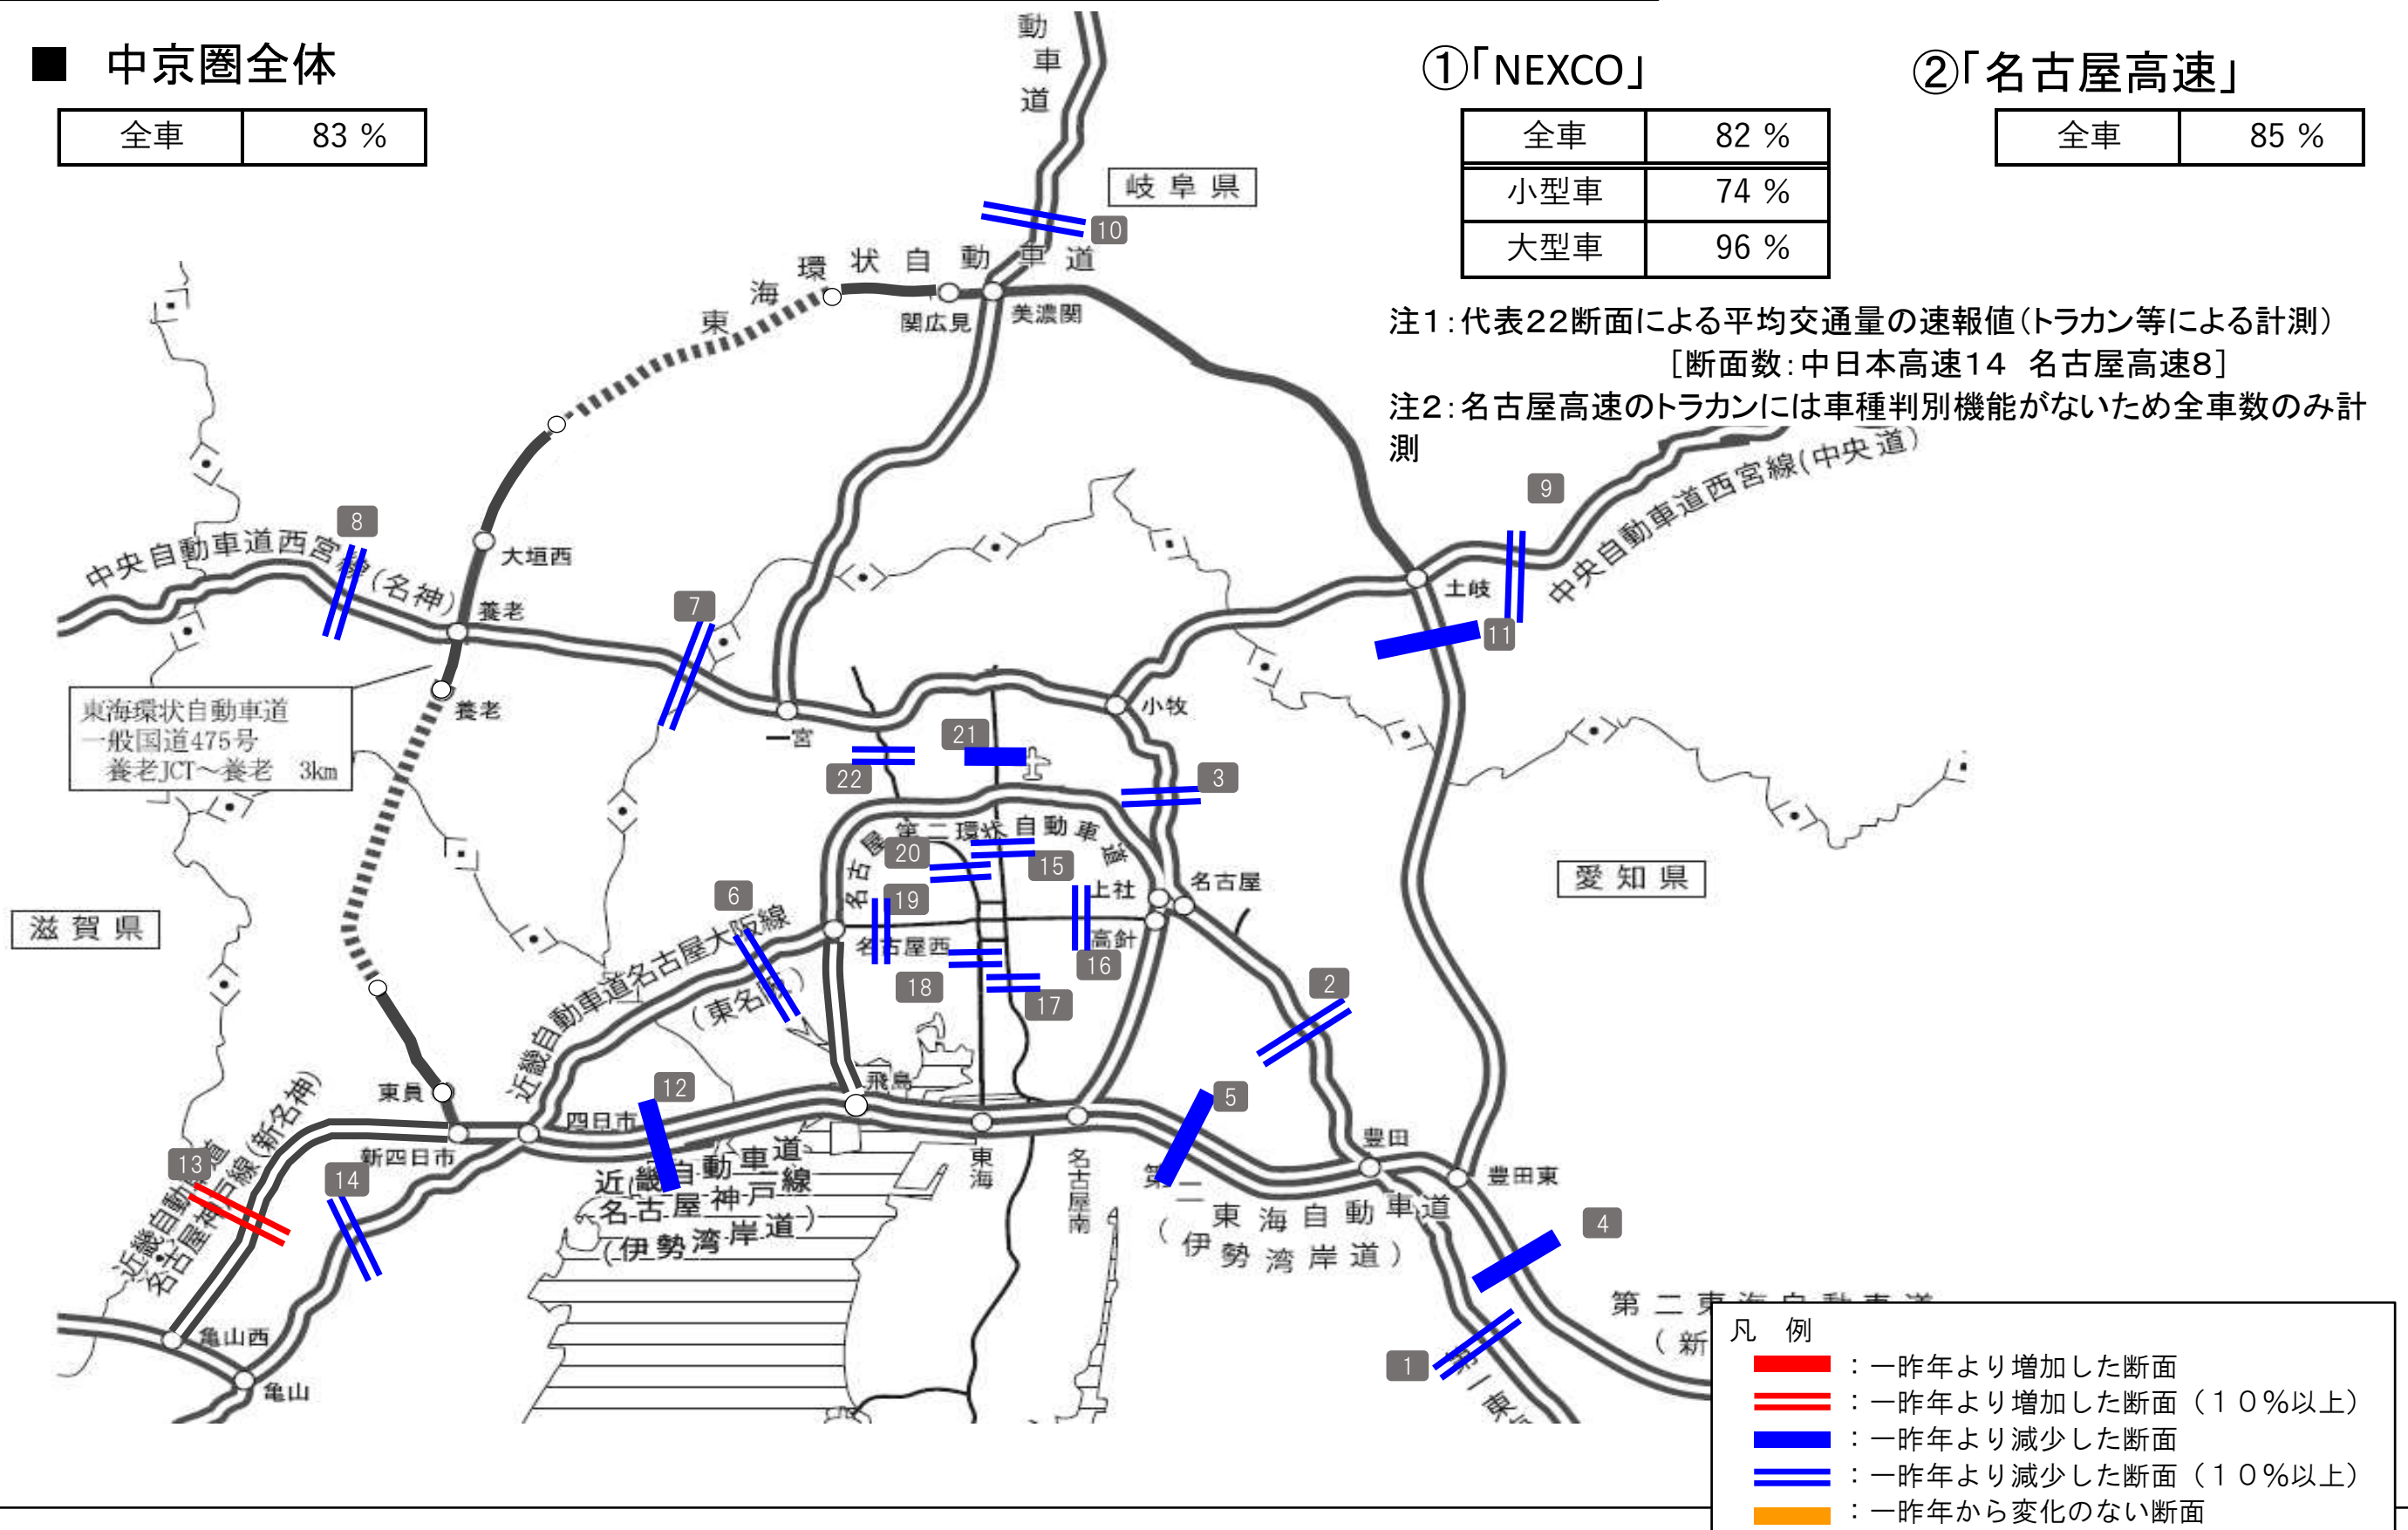 ■ 中京圏全体
全車 83 %
①「NEXCO」
全車 82 %
小型車 74 %
大型車 96 %
②「名古屋高速」
全車 85 %
注1：代表22断面による平均交通量の速報値（トラカン等による計測）
［断面数：中日本高速14 名古屋高速8］
注2：名古屋高速のトラカンには車種判別機能がないため全車数のみ計
測
動車道
岐阜県
10
東海環状自動車道
関広見
美濃関
9
中央自動車道西宮線(中央道)
8
中央自動車道西宮線(名神)
大垣西
養老
7
土岐
11
養老
東海環状自動車道
一般国道475号
養老JCT～養老 3km
一宮
小牧
21
22
3
名古屋第二環状自動車道
20
15
19
上社
名古屋
愛知県
6
滋賀県
近畿自動車道名古屋大阪線
(東名阪)
名古屋西
高針
16
18
17
2
飛島
12
5
東員
四日市
新四日市
近畿自動車道
名古屋神戸線(新名神)
13
14
近畿自動車道
名古屋神戸線
(伊勢湾岸道)
東海
名古屋南
豊田
豊田東
第二東海自動車道
(伊勢湾岸道)
4
1
亀山西
亀山
第二東海自動車道
(新
第一東
凡 例
：一昨年より増加した断面
：一昨年より増加した断面（１０％以上）
：一昨年より減少した断面
：一昨年より減少した断面（１０％以上）
：一昨年から変化のない断面